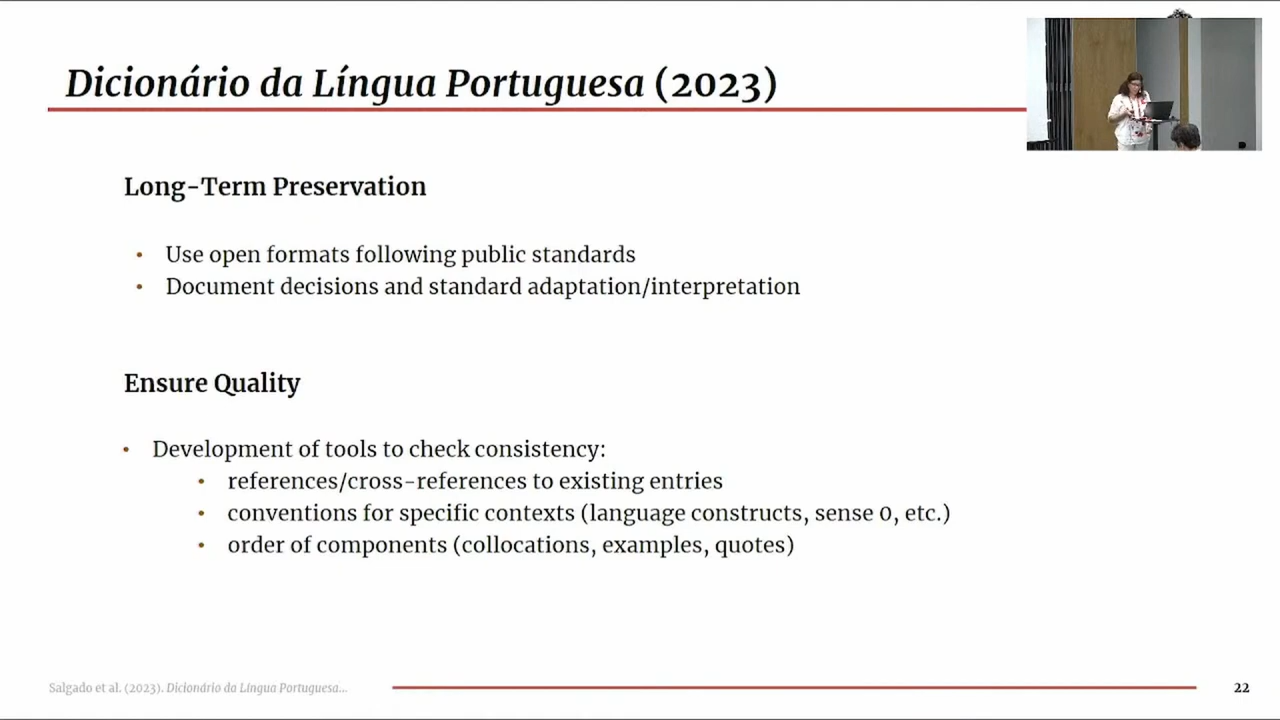 Dicionário da Língua Portuguesa (2023)
Long-Term Preservation
• Use open formats following public standards
• Document decisions and standard adaptation/interpretation
Ensure Quality
• Development of tools to check consistency:
• references/cross-references to existing entries
• conventions for specific contexts (language constructs, sense 0, etc.)
• order of components (collocations, examples, quotes)
Salgado et al. (2023). Dicionário da Língua Portuguesa...
22